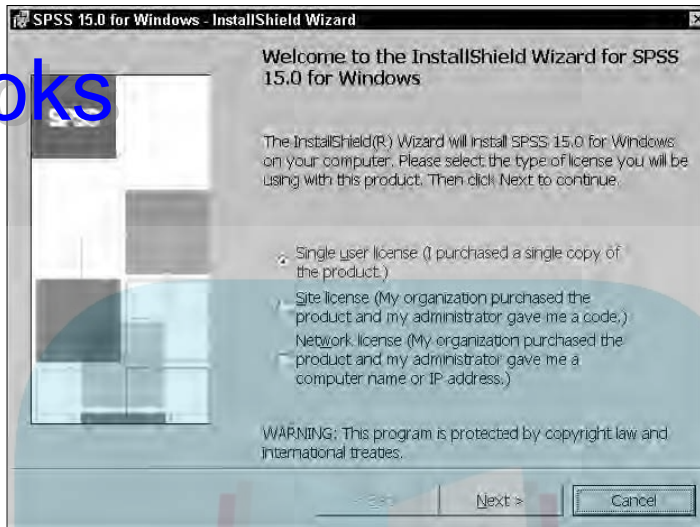 SPSS 15.0 for Windows - InstallShield Wizard
Welcome to the InstallShield Wizard for SPSS
15.0 for Windows
oks
SPSS
The InstallShield(R) Wizard will install SPSS 15.0 for Windows
on your computer. Please select the type of license you will be
using with this product. Then click Next to continue.
Single user license (I purchased a single copy of
the product.)
Site license (My organization purchased the
product and my administrator gave me a code.)
Network license (My organization purchased the
product and my administrator gave me a
computer name or IP address.)
WARNING: This program is protected by copyright law and
international treaties.
Next >
Cancel